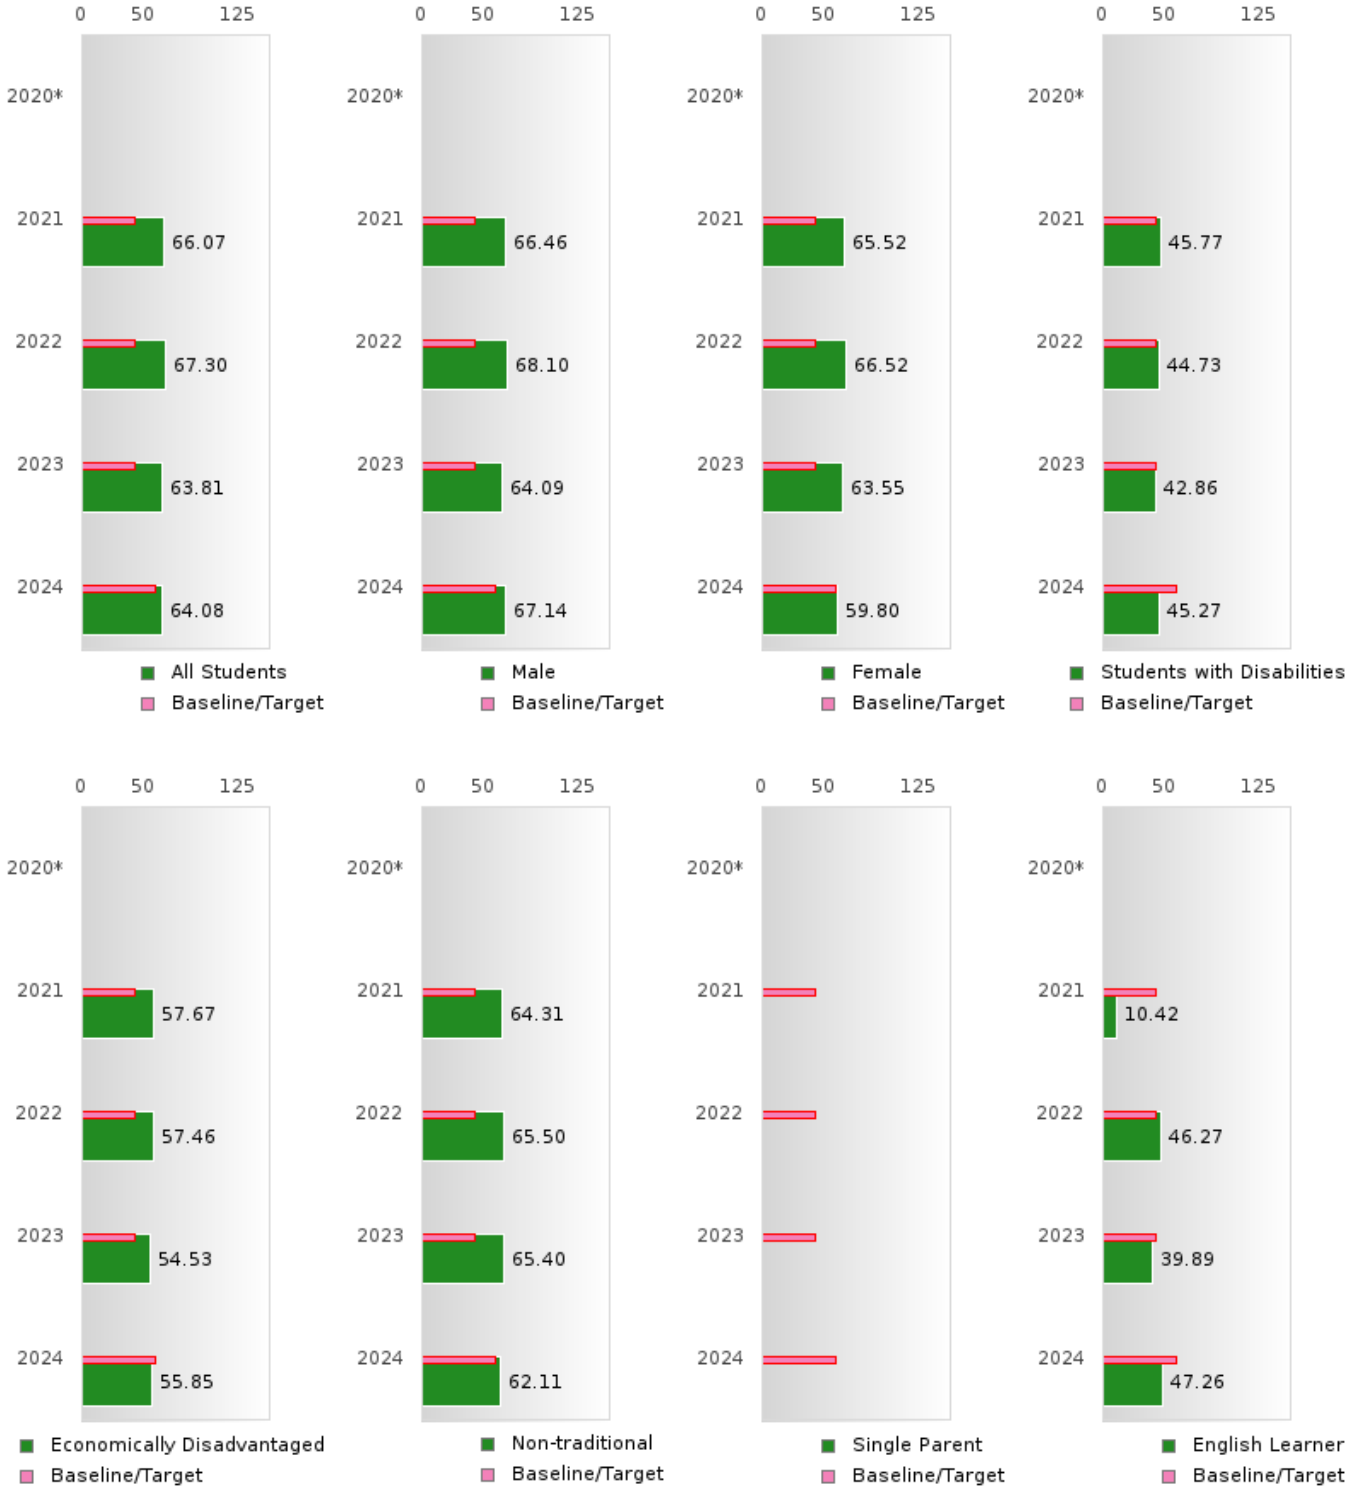 0 50 125 0 50 125 0 50 125 0 50 125
2020* 2020* 2020* 2020*
2021 2021 2021 2021
66.07 66.46 65.52 45.77
2022 2022 2022 2022
67.30 68.10 66.52 44.73
2023 2023 2023 2023
63.81 64.09 63.55 42.86
2024 2024 2024 2024
64.08 67.14 59.80 45.27
All Students Male Female Students with Disabilities
Baseline/Target Baseline/Target Baseline/Target Baseline/Target
0 50 125 0 50 125 0 50 125 0 50 125
2020* 2020* 2020* 2020*
2021 2021 2021 2021
57.67 64.31 10.42
2022 2022 2022 2022
57.46 65.50 46.27
2023 2023 2023 2023
54.53 65.40 39.89
2024 2024 2024 2024
55.85 62.11 47.26
Economically Disadvantaged Non-traditional Single Parent English Learner
Baseline/Target Baseline/Target Baseline/Target Baseline/Target